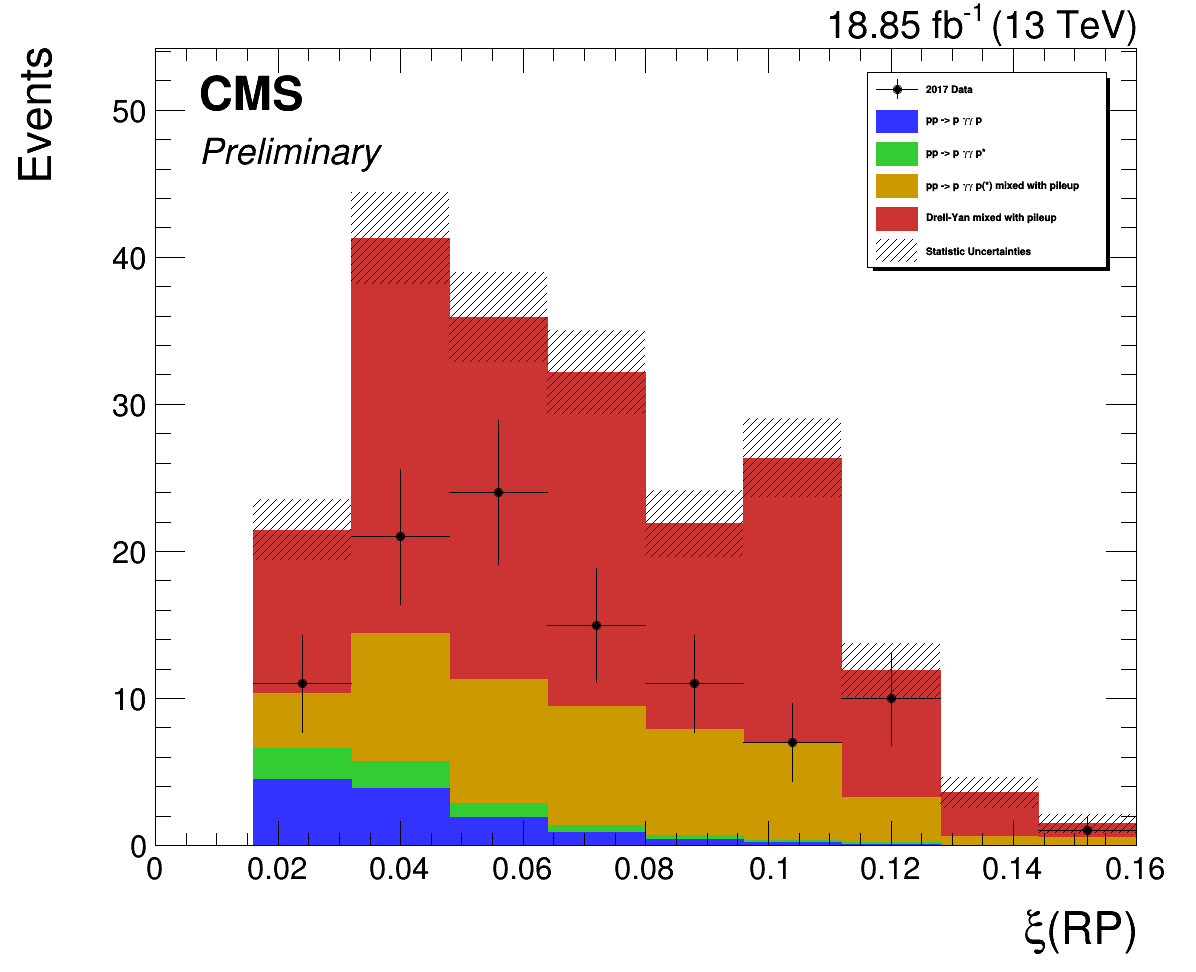 18.85 fb⁻¹ (13 TeV)
Events
CMS
Preliminary
2017 Data
pp -> p γγ p
pp -> p γγ p*
pp -> p γγ p(*) mixed with pileup
Drell-Yan mixed with pileup
Statistic Uncertainties
50
40
30
20
10
0
0 0.02 0.04 0.06 0.08 0.1 0.12 0.14 0.16
ξ(RP)